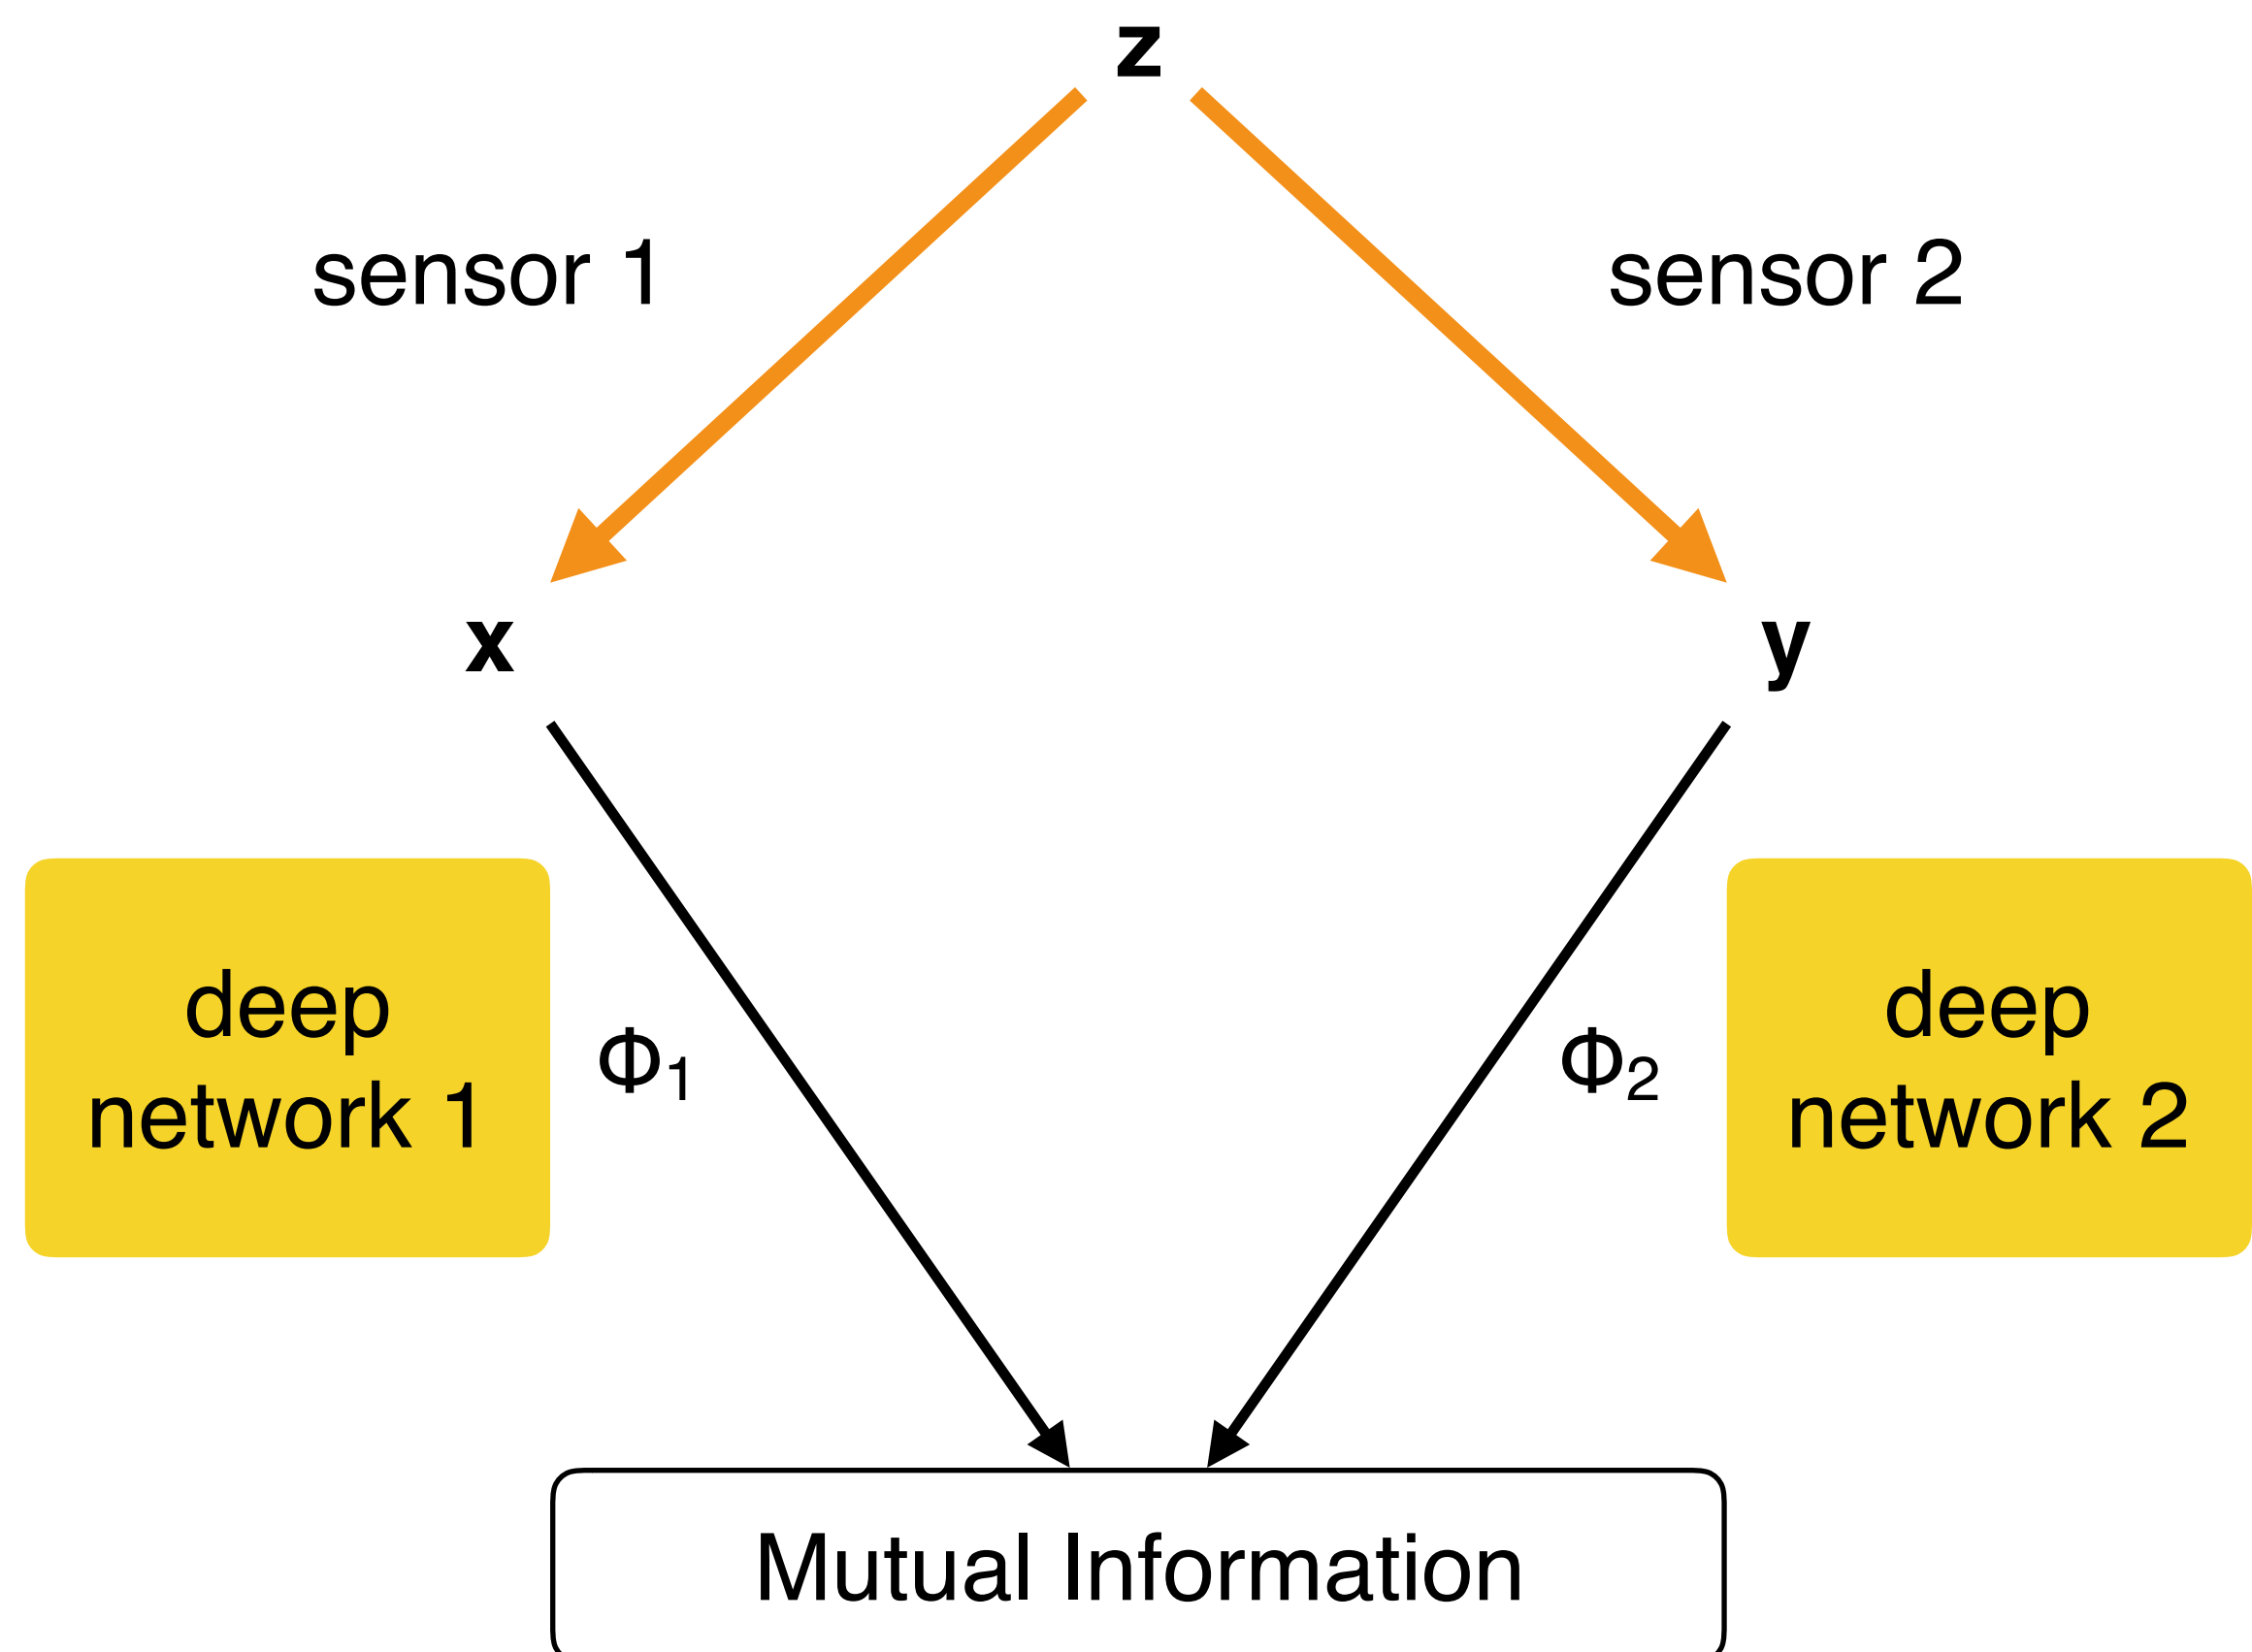 z
sensor 1
sensor 2
x
y
deep
network 1
Φ1
Φ2
deep
network 2
Mutual Information